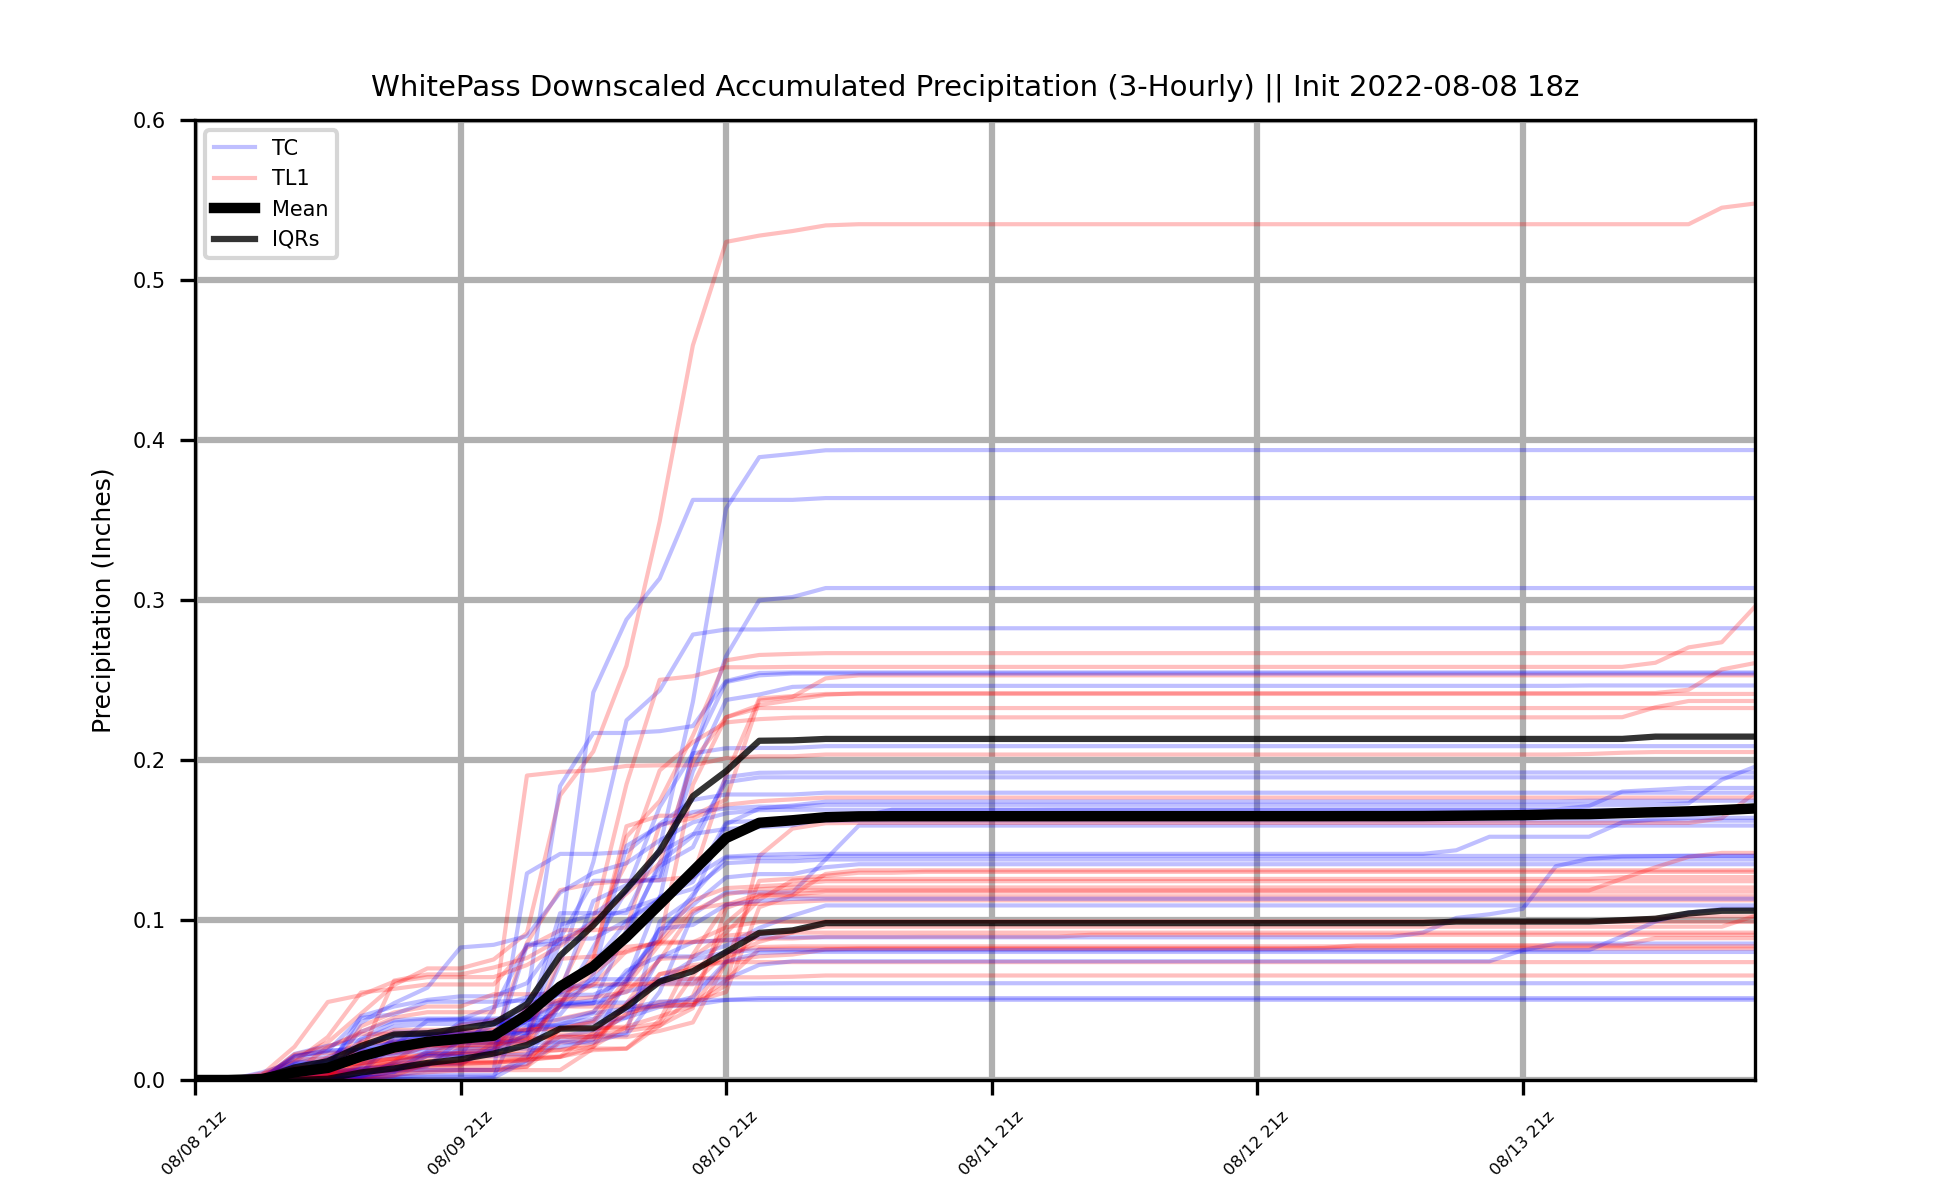 WhitePass Downscaled Accumulated Precipitation (3-Hourly) || Init 2022-08-08 18z
Precipitation (Inches)
0.6
0.5
0.4
0.3
0.2
0.1
0.0
TC
TL1
Mean
IQRs
08/08 21z
08/09 21z
08/10 21z
08/11 21z
08/12 21z
08/13 21z